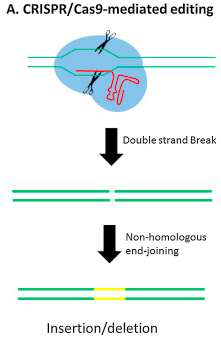 A. CRISPR/Cas9-mediated editing
Double strand Break
Non-homologous
end-joining
Insertion/deletion